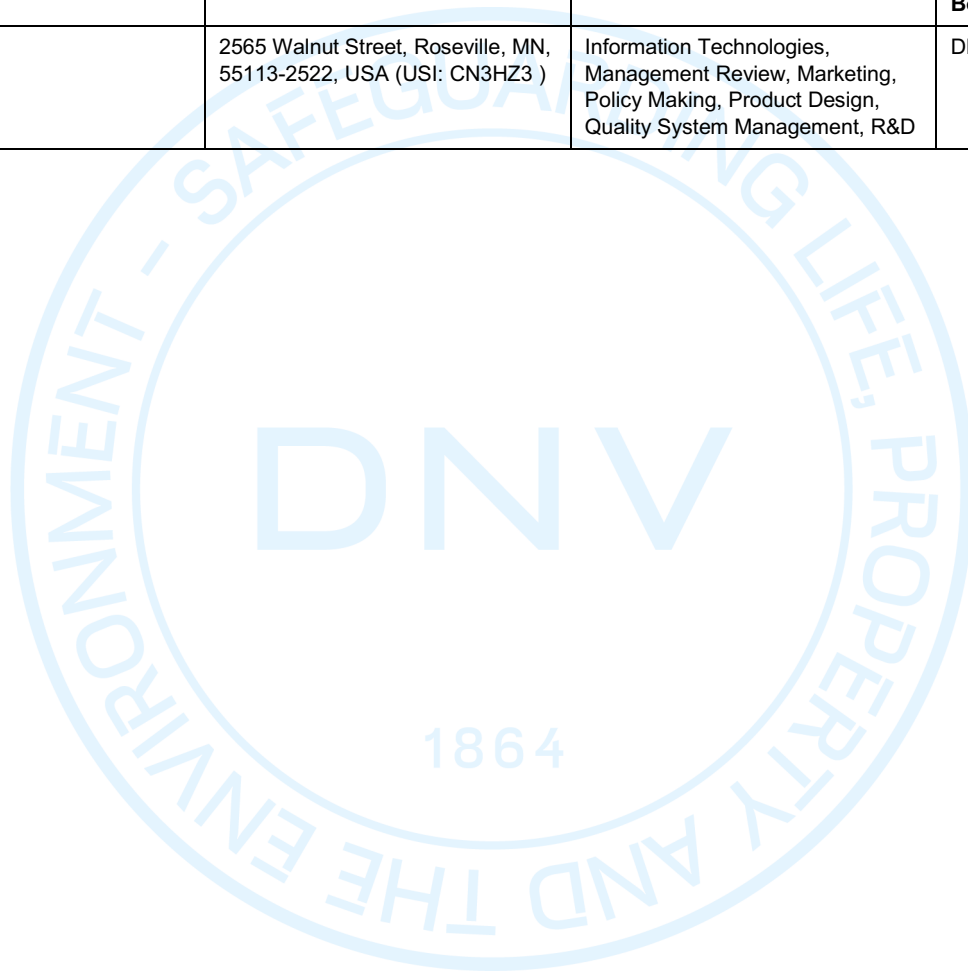 2565 Walnut Street, Roseville, MN,
55113-2522, USA (USI: CN3HZ3 )
Information Technologies,
Management Review, Marketing,
Policy Making, Product Design,
Quality System Management, R&D
SAFEGUARDING LIFE, PROPERTY AND THE ENVIRONMENT -
DNV
1864